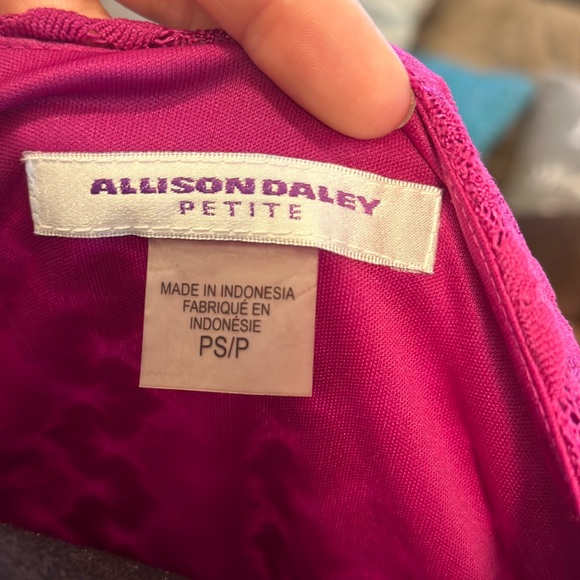 ALLISON DALEY
PETITE
MADE IN INDONESIA
FABRIQUÉ EN
INDONÉSIE
PS/P